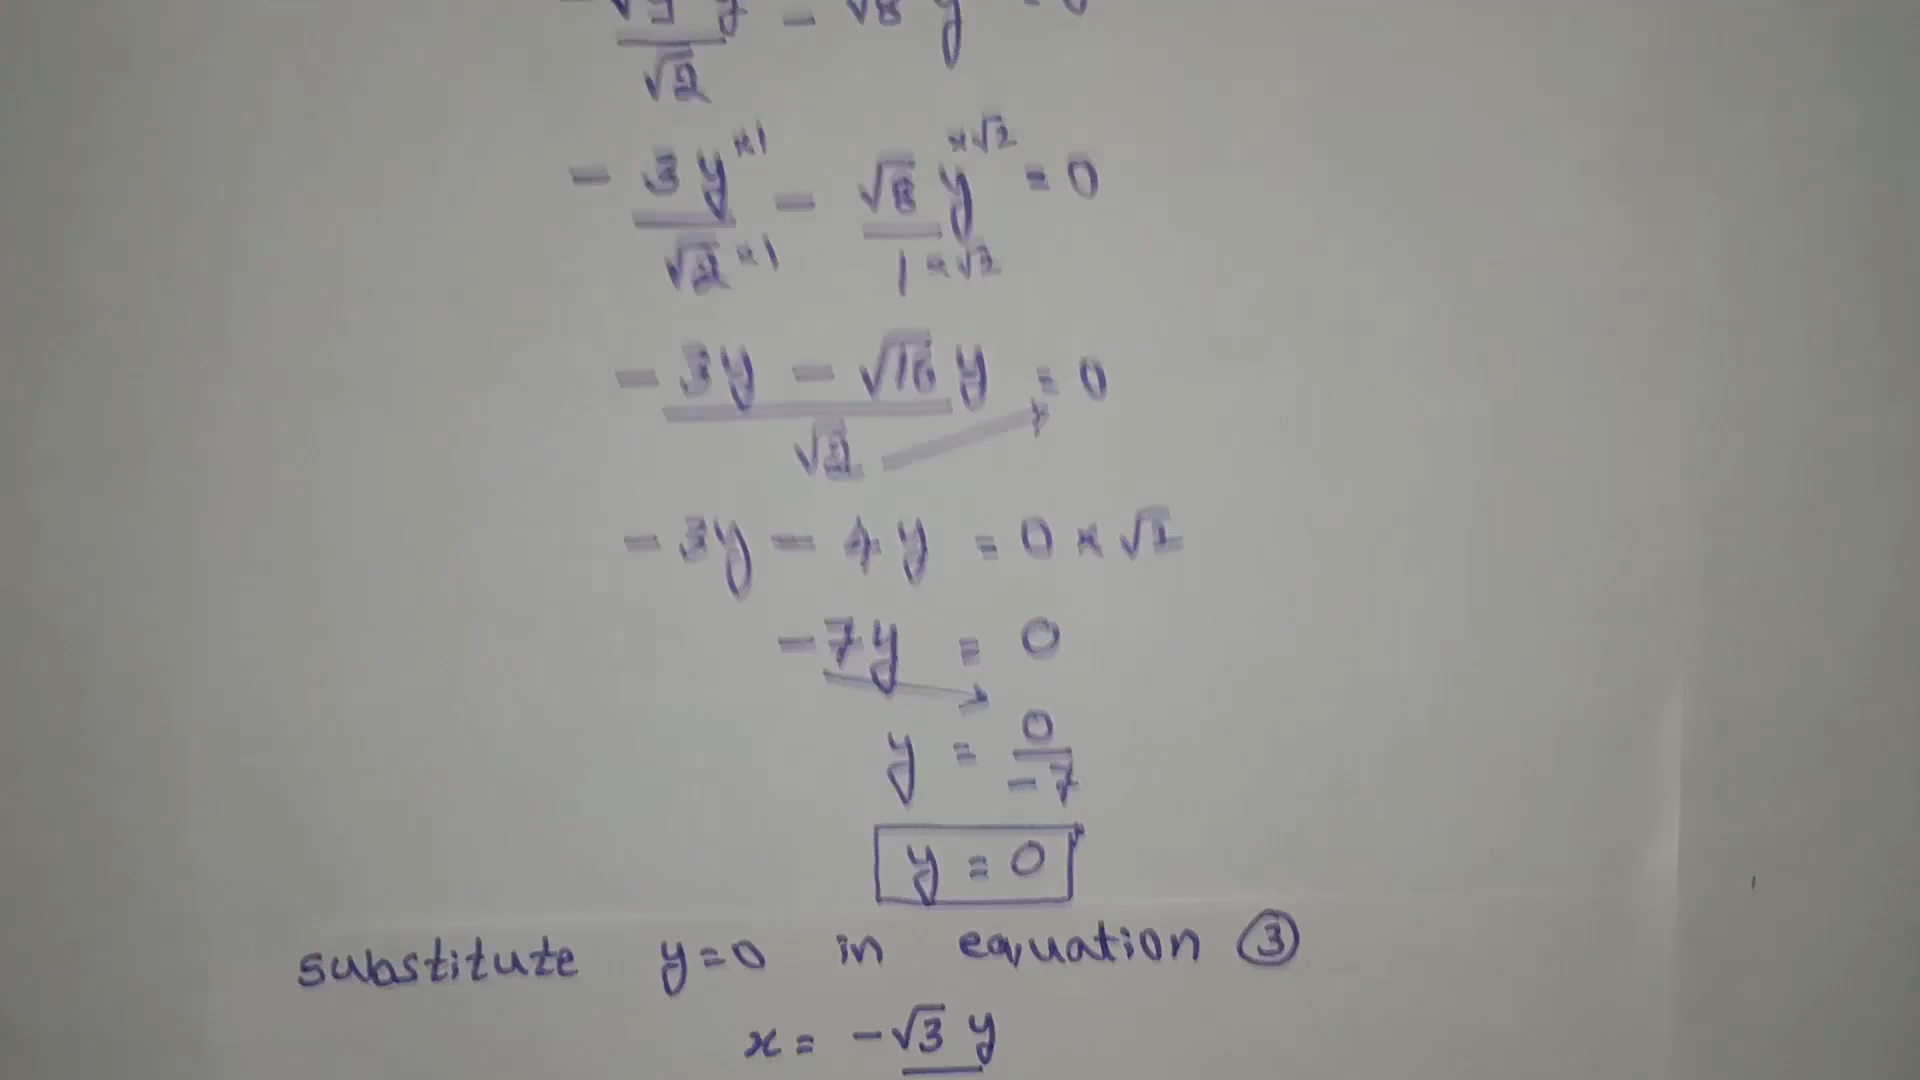 √2
- 3y ×1 / √2 ×1 - √8 y ×√2 / 1 ×√2 = 0
- 3y - √16 y / √2 = 0
- 3y - 4y = 0 × √2
- 7y = 0
y = 0 / -7
y = 0
substitute y=0 in equation ③
x = -√3 y